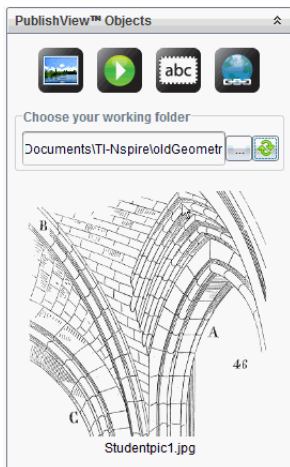 PublishView™ Objects
abc
Choose your working folder
Documents\TI-Nspire\oldGeometr
...
B
A
46
C
Studentpic1.jpg